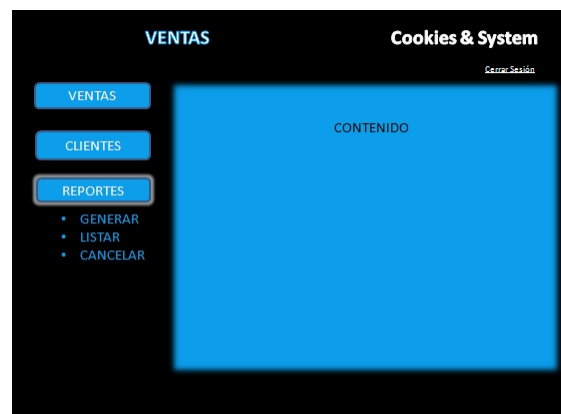 VENTAS
Cookies & System
Cerrar Sesión
VENTAS
CONTENIDO
CLIENTES
REPORTES
• GENERAR
• LISTAR
• CANCELAR